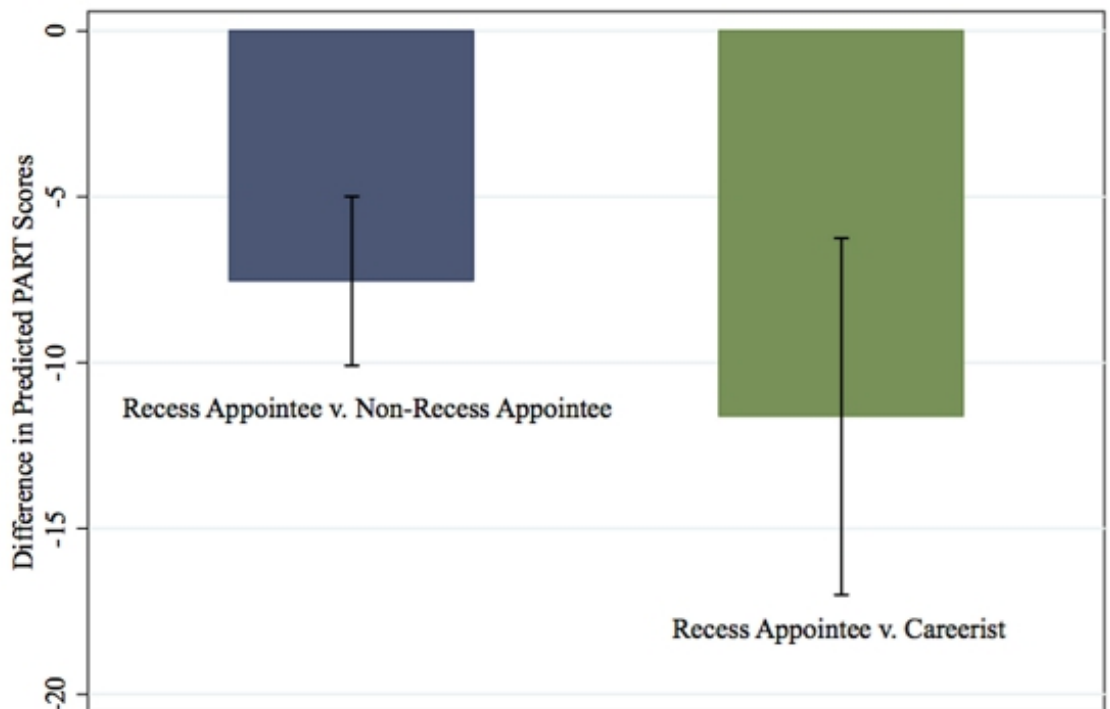 0
-5
-10
-15
-20
Difference in Predicted PART Scores
Recess Appointee v. Non-Recess Appointee
Recess Appointee v. Careerist